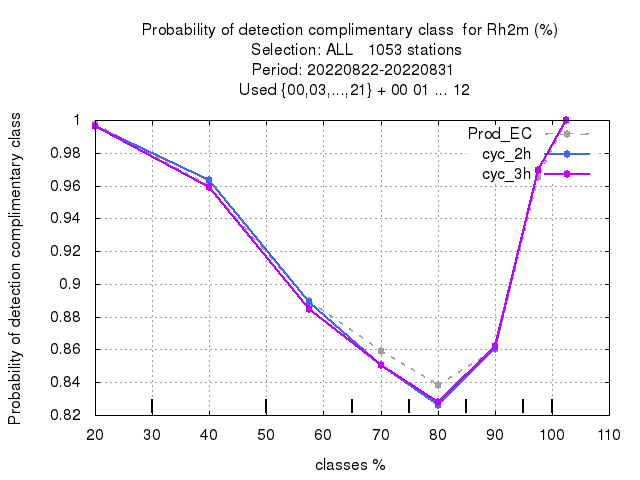 Probability of detection complimentary class  for Rh2m (%)
Selection: ALL   1053 stations
Period: 20220822-20220831
Used {00,03,...,21} + 00 01 ... 12
Probability of detection complimentary class
1
0.98
0.96
0.94
0.92
0.9
0.88
0.86
0.84
0.82
Prod_EC
cyc_2h
cyc_3h
20 30 40 50 60 70 80 90 100 110
classes %